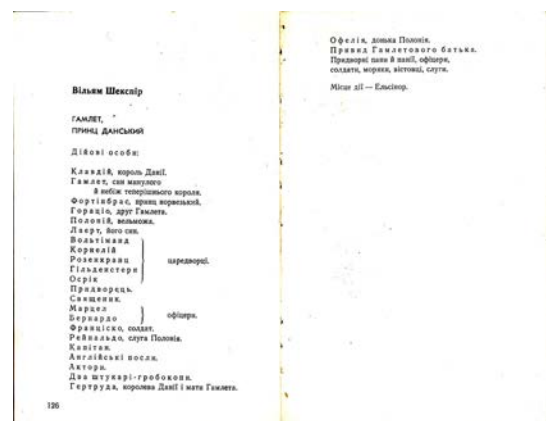 Вільям Шекспір
ГАМЛЕТ,
ПРИНЦ ДАНСЬКИЙ
Дійові особи:
Клавдій, король Данії.
Гамлет, син минулого
й небіж теперішнього короля.
Фортінбрас, принц норвезький.
Гораціо, друг Гамлета.
Полоній, вельможа.
Лаерт, його син.
Вольтіманд
Корнелій
Розенкранц
Гільденстерн
Осрік
царедворці.
Придворець.
Священик.
Марцел
Бернардо
офіцери.
Франціско, солдат.
Рейнальдо, слуга Полонія.
Капітан.
Англійські посли.
Актори.
Два штукарі-гробокопи.
Гертруда, королева Данії і мати Гамлета.
126
Офелія, донька Полонія.
Привид Гамлетового батька.
Придворні пани й панії, офіцери,
солдати, моряки, вістовці, слуги.
Місце дії — Ельсінор.